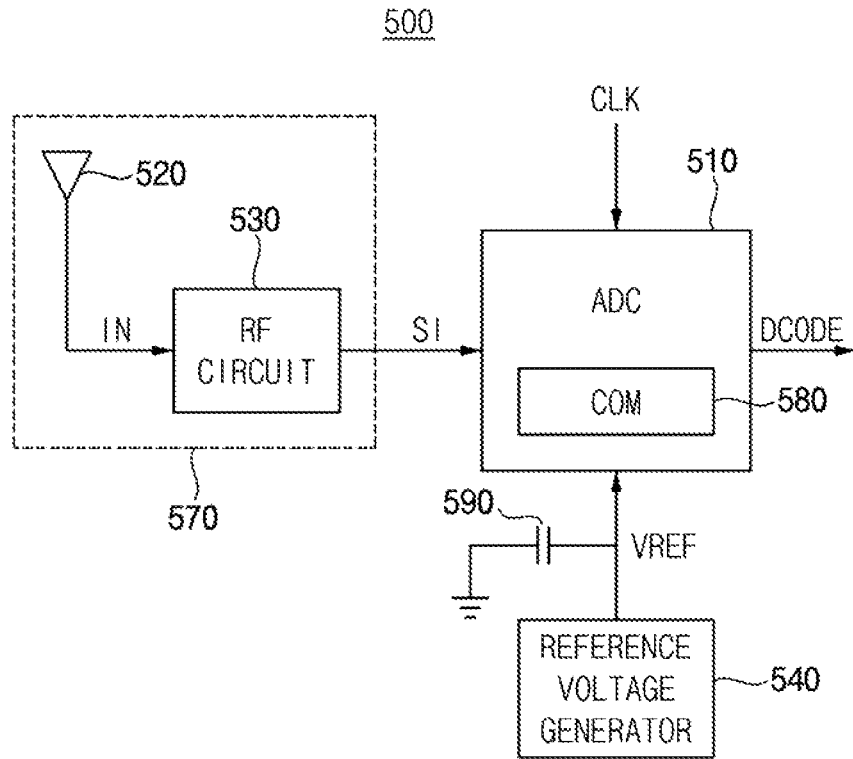 500
CLK
510
520
530
IN
RF
CIRCUIT
SI
ADC
DCODE
COM
580
570
590
VREF
REFERENCE
VOLTAGE
GENERATOR
540